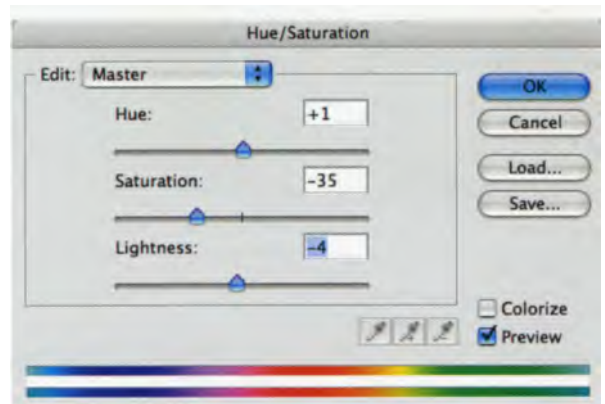 Hue/Saturation
Edit: Master
OK
Hue: +1
Cancel
Saturation: -35
Load...
Save...
Lightness: -4
Colorize
Preview